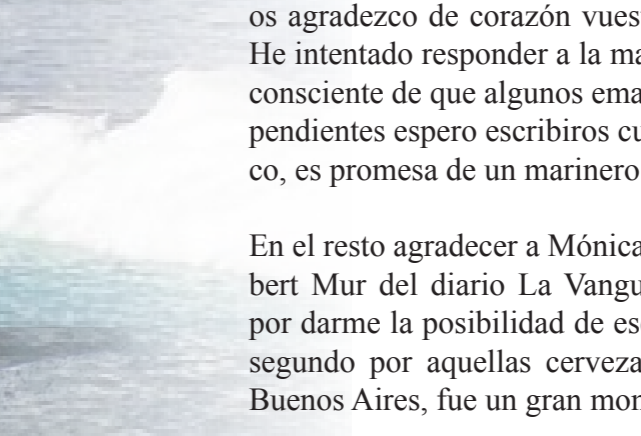 os agradezco de corazón vues
He intentado responder a la ma
consciente de que algunos ema
pendientes espero escribiros cu
co, es promesa de un marinero
En el resto agradecer a Mónica
bert Mur del diario La Vangu
por darme la posibilidad de es
segundo por aquellas cerveza
Buenos Aires, fue un gran mon